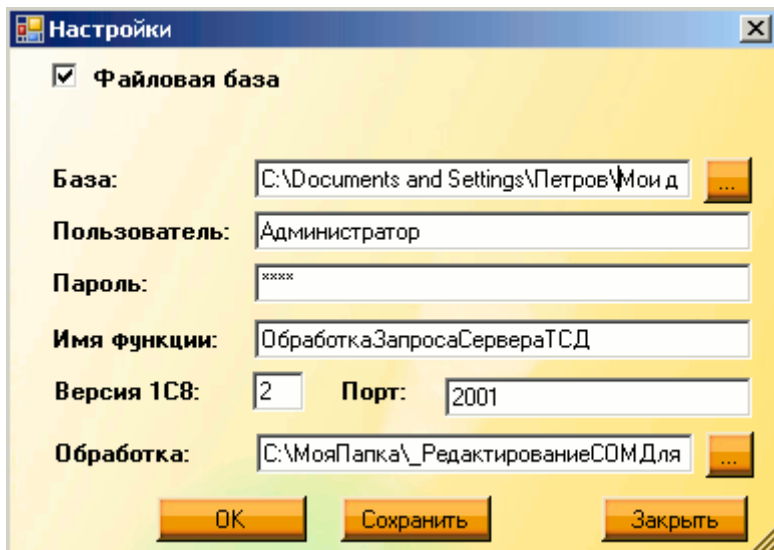 Настройки
Файловая база
База: C:\Documents and Settings\Петров\Мои д ...
Пользователь: Администратор
Пароль: ****
Имя функции: ОбработкаЗапросаСервераТСД
Версия 1С8: 2 Порт: 2001
Обработка: C:\МояПапка\_РедактированиеCOMДля ...
OK Сохранить Закрыть